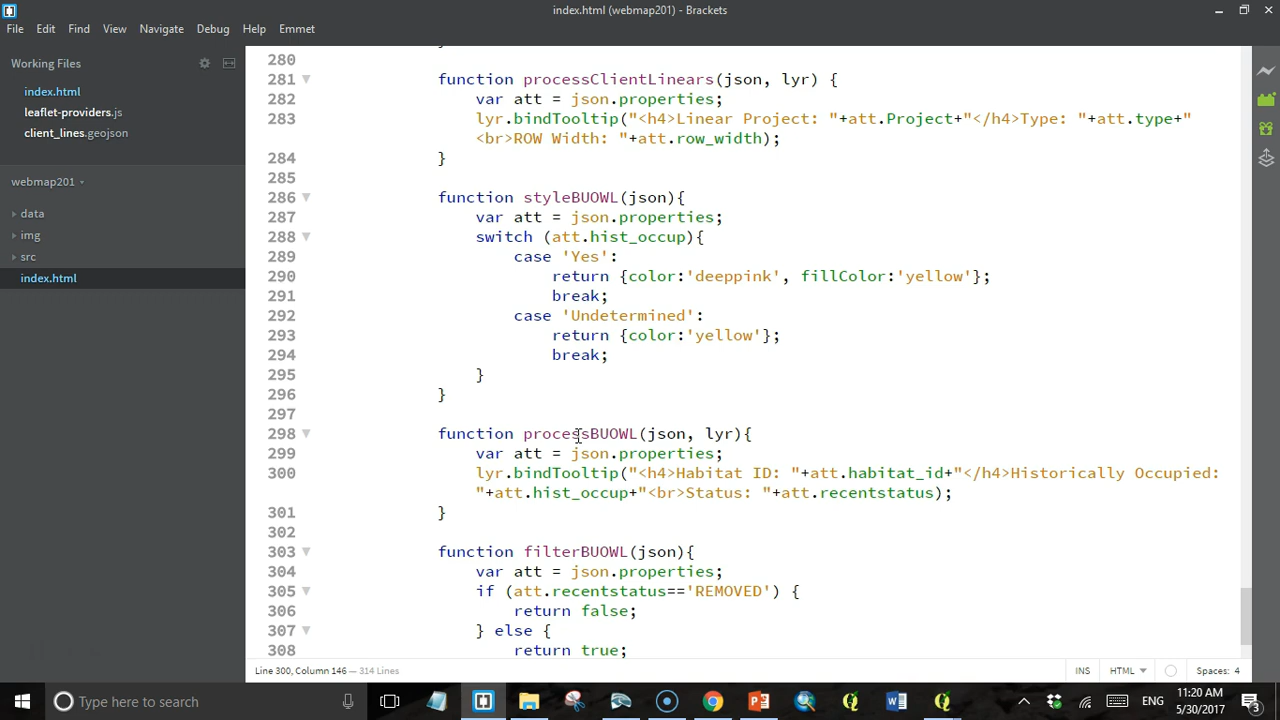 index.html (webmap201) - Brackets
File Edit Find View Navigate Debug Help Emmet
Working Files
index.html
leaflet-providers.js
client_lines.geojson
webmap201
data
img
src
index.html
280
281 function processClientLinears(json, lyr) {
282 var att = json.properties;
283 lyr.bindTooltip("<h4>Linear Project: "+att.Project+"</h4>Type: "+att.type+"
<br>ROW Width: "+att.row_width);
284 }
285
286 function styleBUOWL(json){
287 var att = json.properties;
288 switch (att.hist_occup){
289 case 'Yes':
290 return {color:'deeppink', fillColor:'yellow'};
291 break;
292 case 'Undetermined':
293 return {color:'yellow'};
294 break;
295 }
296 }
297
298 function processBUOWL(json, lyr){
299 var att = json.properties;
300 lyr.bindTooltip("<h4>Habitat ID: "+att.habitat_id+"</h4>Historically Occupied:
"+att.hist_occup+"<br>Status: "+att.recentstatus);
301 }
302
303 function filterBUOWL(json){
304 var att = json.properties;
305 if (att.recentstatus=='REMOVED') {
306 return false;
307 } else {
308 return true;
Line 300, Column 146 — 314 Lines
INS HTML Spaces: 4
Type here to search
ENG
11:20 AM
5/30/2017
3